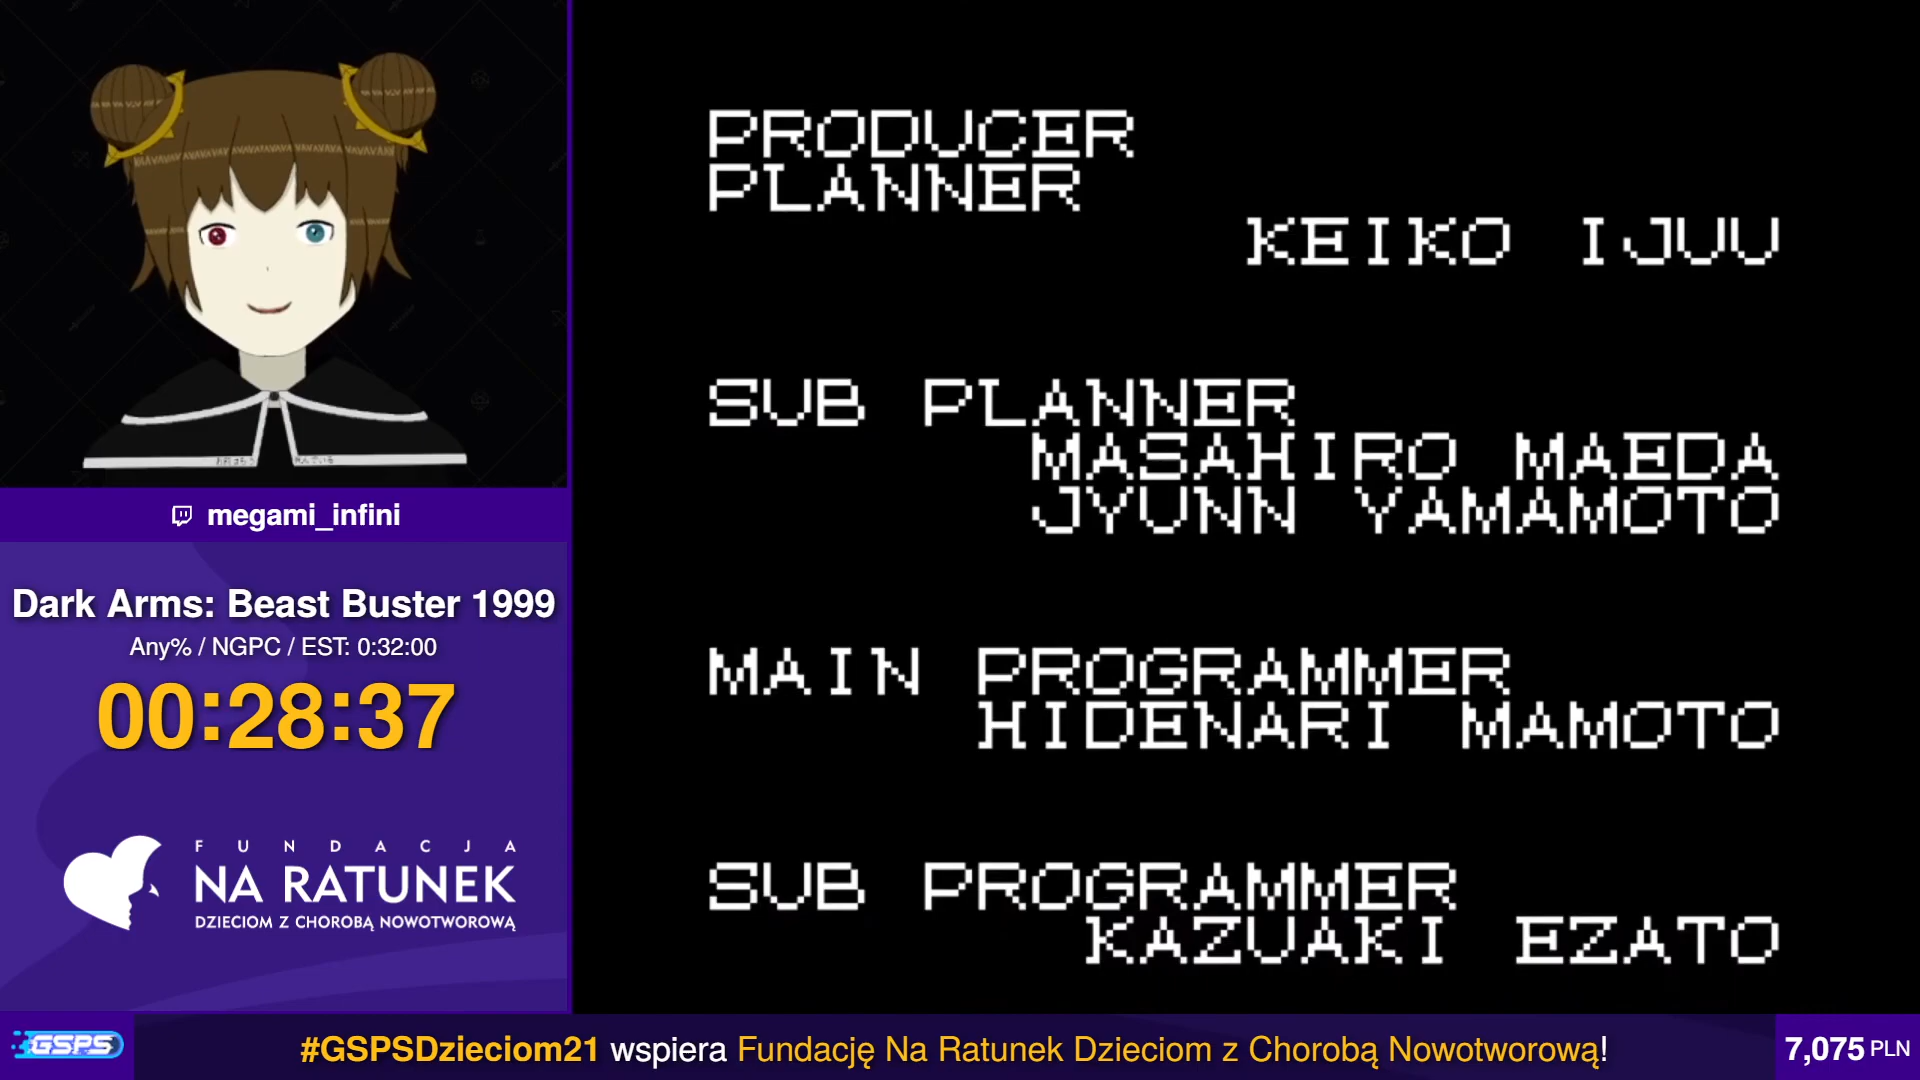 PRODUCER
PLANNER
KEIKO IJUU
SUB PLANNER
MASAHIRO MAEDA
JYUNN YAMAMOTO
MAIN PROGRAMMER
HIDENARI MAMOTO
SUB PROGRAMMER
KAZUAKI EZATO
megami_infini
Dark Arms: Beast Buster 1999
Any% / NGPC / EST: 0:32:00
00:28:37
FUNDACJA
NA RATUNEK
DZIECIOM Z CHOROBĄ NOWOTWOROWĄ
GSPS
#GSPSDzieciom21 wspiera Fundację Na Ratunek Dzieciom z Chorobą Nowotworową!
7,075 PLN